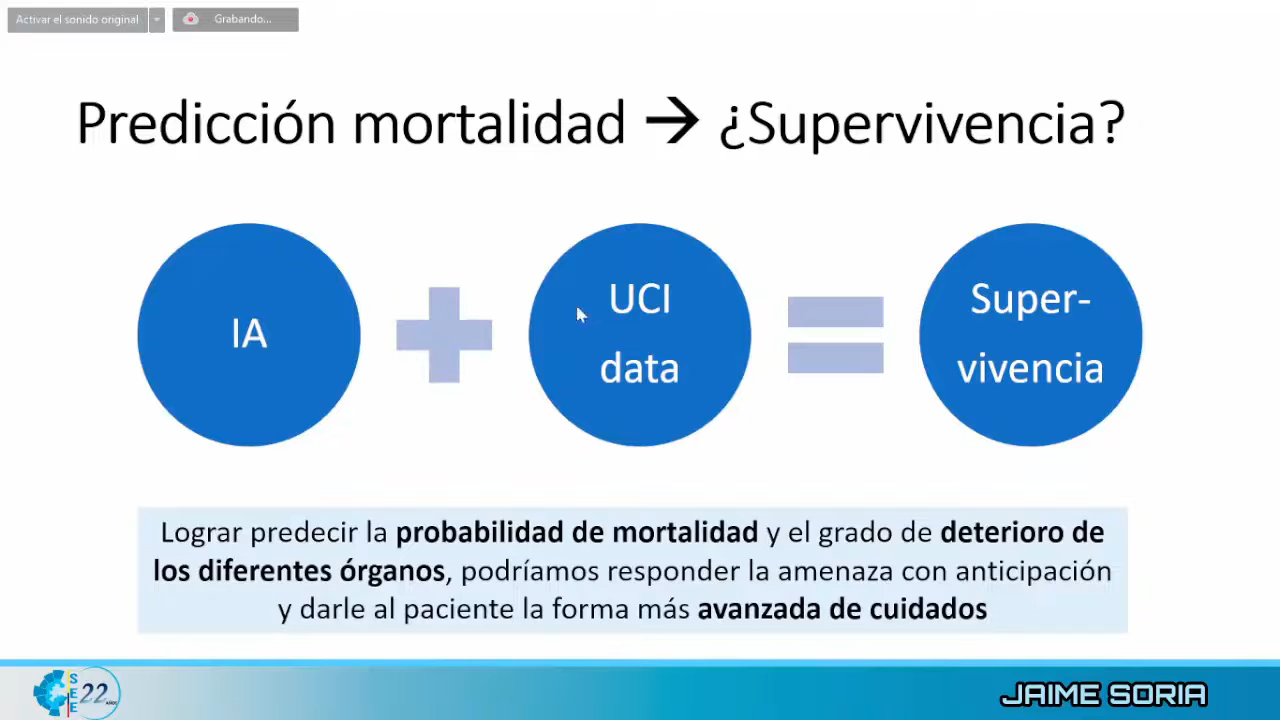 Activar el sonido original
Grabando...
Predicción mortalidad → ¿Supervivencia?
IA
UCI
data
Super-
vivencia
Lograr predecir la probabilidad de mortalidad y el grado de deterioro de
los diferentes órganos, podríamos responder la amenaza con anticipación
y darle al paciente la forma más avanzada de cuidados
SEE
22
AÑOS
JAIME SORIA